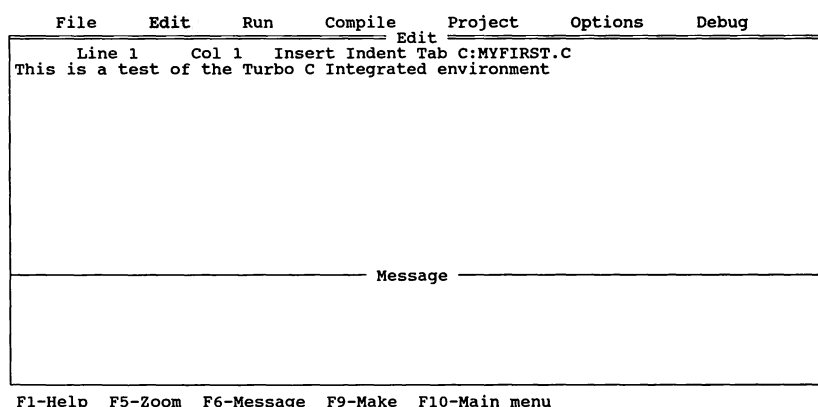 File Edit Run Compile Project Options Debug
Edit
Line 1 Col 1 Insert Indent Tab C:MYFIRST.C
This is a test of the Turbo C Integrated environment
Message
F1-Help F5-Zoom F6-Message F9-Make F10-Main menu